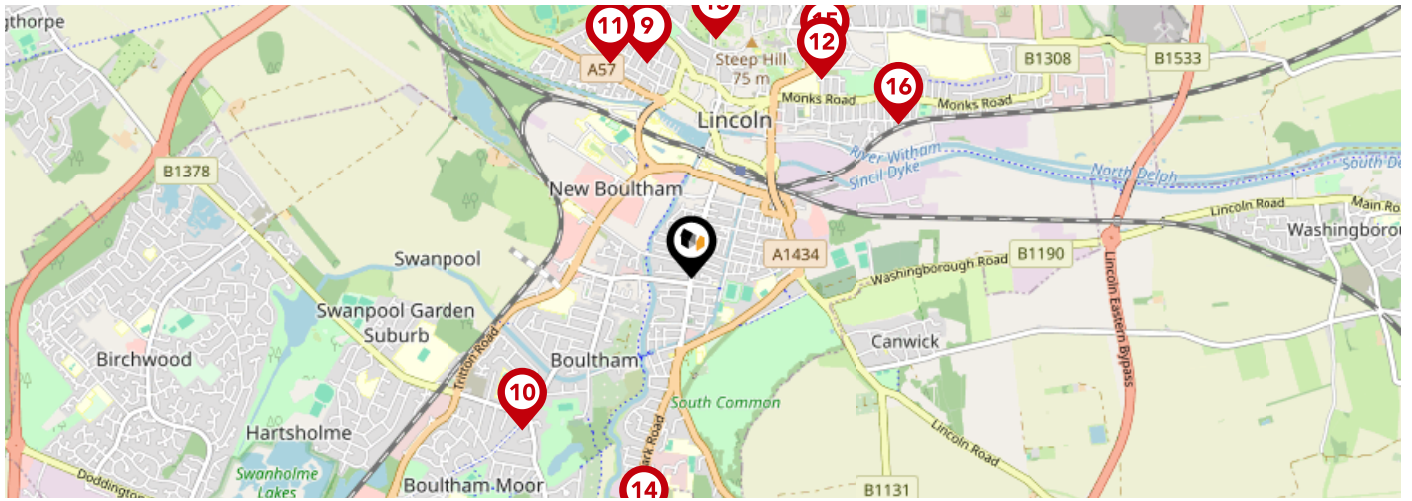 gthorpe
11
9
15
12
A57
Steep Hill
75 m
B1308
B1533
16
Monks Road
Monks Road
Lincoln
River Witham
Sincil Dyke
North Delph
B1378
New Boultham
Lincoln Road
Main Ro
Washingborou
Swanpool
A1434
Washingborough Road
B1190
Lincoln Eastern Bypass
Swanpool Garden
Suburb
Birchwood
Tritton Road
Boultham
Canwick
10
South Common
Hartsholme
ark Road
Lincoln Road
Doddington
Swanholme
Lakes
Boultham Moor
14
B1131